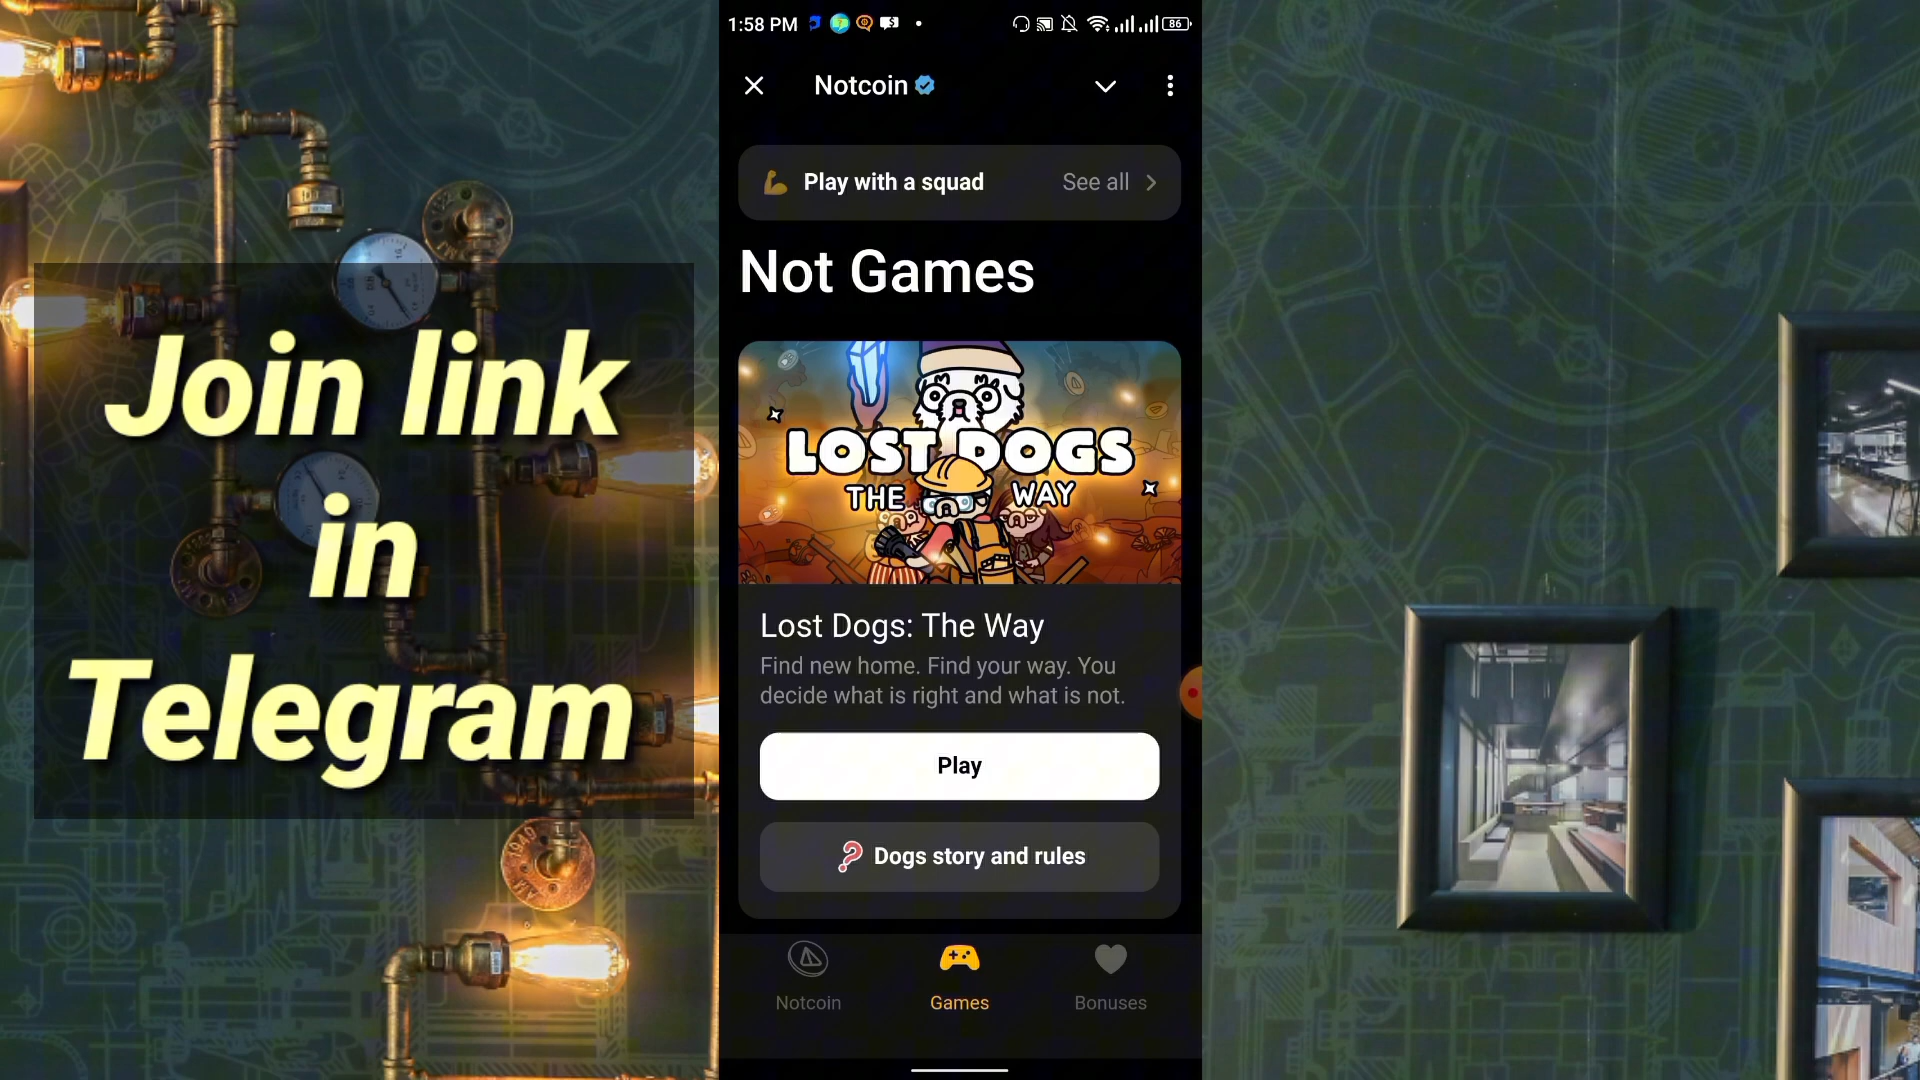 Join link
in
Telegram
1:58 PM
86
Notcoin
Play with a squad
See all
Not Games
LOST DOGS
THE WAY
Lost Dogs: The Way
Find new home. Find your way. You
decide what is right and what is not.
Play
Dogs story and rules
Notcoin
Games
Bonuses